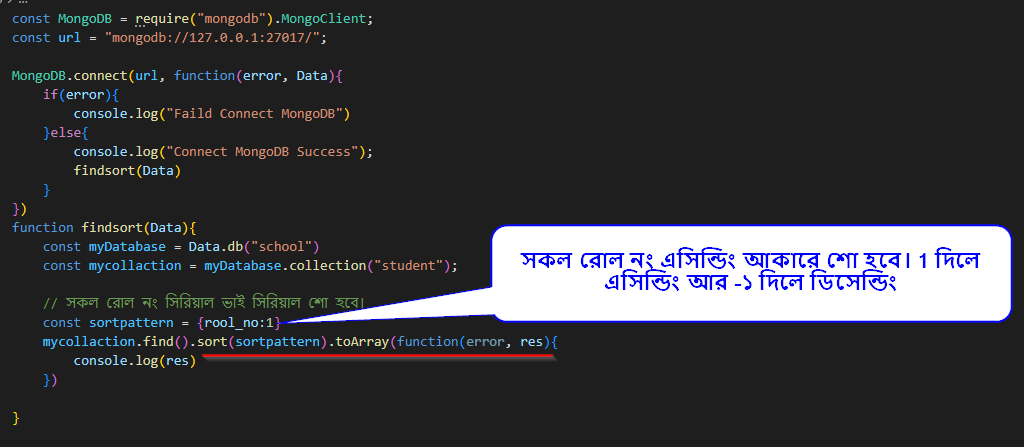 const MongoDB = require("mongodb").MongoClient;
const url = "mongodb://127.0.0.1:27017/";
MongoDB.connect(url, function(error, Data){
if(error){
console.log("Faild Connect MongoDB")
}else{
console.log("Connect MongoDB Success");
findsort(Data)
}
})
function findsort(Data){
const myDatabase = Data.db("school")
const mycollaction = myDatabase.collection("student");
সকল রোল নং এসিন্ডিং আকারে শো হবে। 1 দিলে
এসিন্ডিং আর -১ দিলে ডিসেন্ডিং
// সকল রোল নং সিরিয়াল ভাই সিরিয়াল শো হবে।
const sortpattern = {rool_no:1}
mycollaction.find().sort(sortpattern).toArray(function(error, res){
console.log(res)
})
}